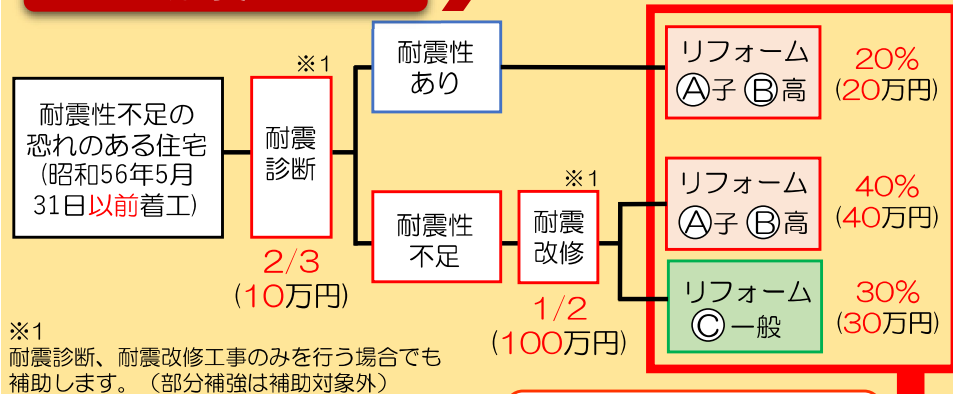 耐震性不足の
恐れのある住宅
(昭和56年5月
31日以前着工)
※1
耐震
診断
2/3
(10万円)
耐震性
あり
リフォーム
Ⓐ子 Ⓑ高
20%
(20万円)
耐震性
不足
※1
耐震
改修
1/2
(100万円)
リフォーム
Ⓐ子 Ⓑ高
40%
(40万円)
リフォーム
Ⓒ一般
30%
(30万円)
※1
耐震診断、耐震改修工事のみを行う場合でも
補助します。（部分補強は補助対象外）